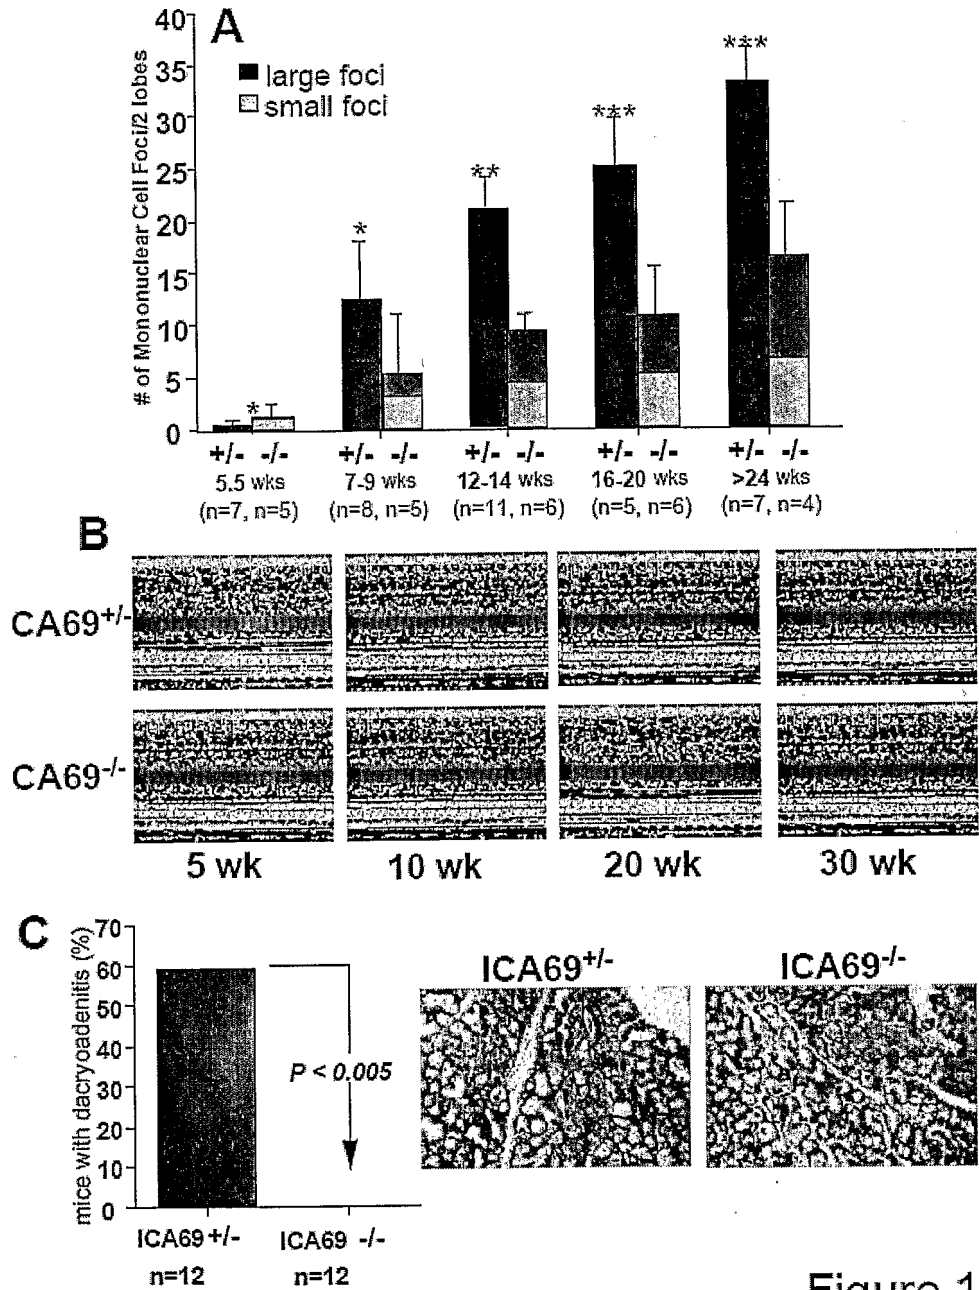 A
# of Mononuclear Cell Foci/2 lobes
40
35
30
25
20
15
10
5
0
large foci
small foci
*
*
**
***
***
+/- -/- +/- -/- +/- -/- +/- -/- +/- -/-
5.5 wks 7-9 wks 12-14 wks 16-20 wks >24 wks
(n=7, n=5) (n=8, n=5) (n=11, n=6) (n=5, n=6) (n=7, n=4)
B
CA69+/-
CA69-/-
5 wk 10 wk 20 wk 30 wk
C
mice with dacryoadenitis (%)
70
60
50
40
30
20
10
0
P < 0.005
ICA69+/- ICA69 -/-
n=12 n=12
ICA69+/- ICA69-/-
Figure 1